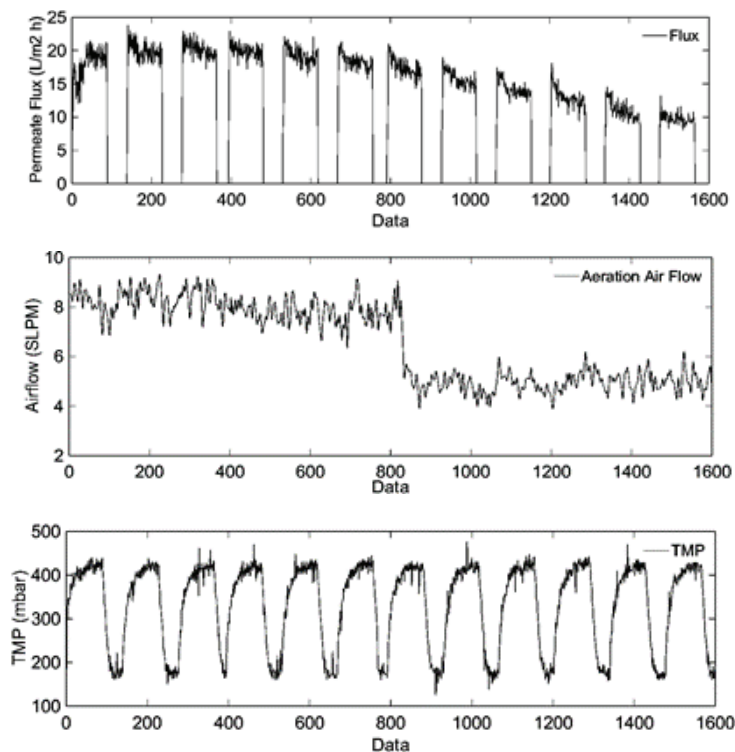 25
20
15
10
5
0
Permeate Flux (L/m2 h)
Flux
0 200 400 600 800 1000 1200 1400 1600
Data
10
8
6
4
2
Airflow (SLPM)
Aeration Air Flow
0 200 400 600 800 1000 1200 1400 1600
Data
500
400
300
200
100
TMP (mbar)
TMP
0 200 400 600 800 1000 1200 1400 1600
Data